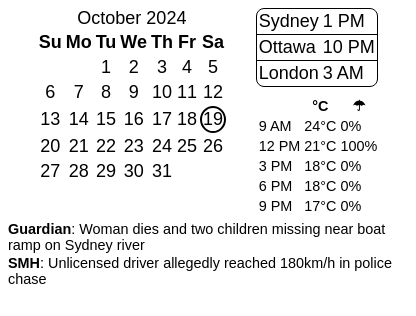 October 2024
Su Mo Tu We Th Fr Sa
1 2 3 4 5
6 7 8 9 10 11 12
13 14 15 16 17 18 19
20 21 22 23 24 25 26
27 28 29 30 31
Sydney 1 PM
Ottawa 10 PM
London 3 AM
°C ☂
9 AM 24°C 0%
12 PM 21°C 100%
3 PM 18°C 0%
6 PM 18°C 0%
9 PM 17°C 0%
Guardian: Woman dies and two children missing near boat
ramp on Sydney river
SMH: Unlicensed driver allegedly reached 180km/h in police
chase